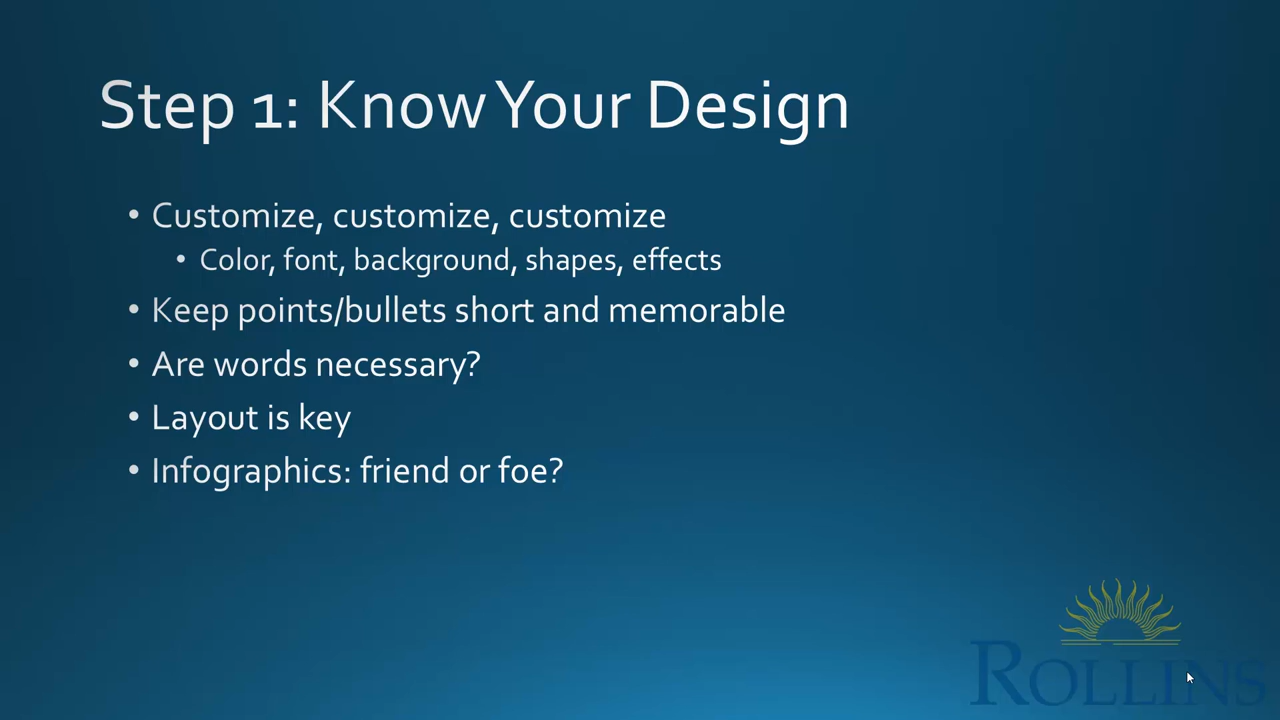 Step 1: Know Your Design
• Customize, customize, customize
• Color, font, background, shapes, effects
• Keep points/bullets short and memorable
• Are words necessary?
• Layout is key
• Infographics: friend or foe?
ROLLINS